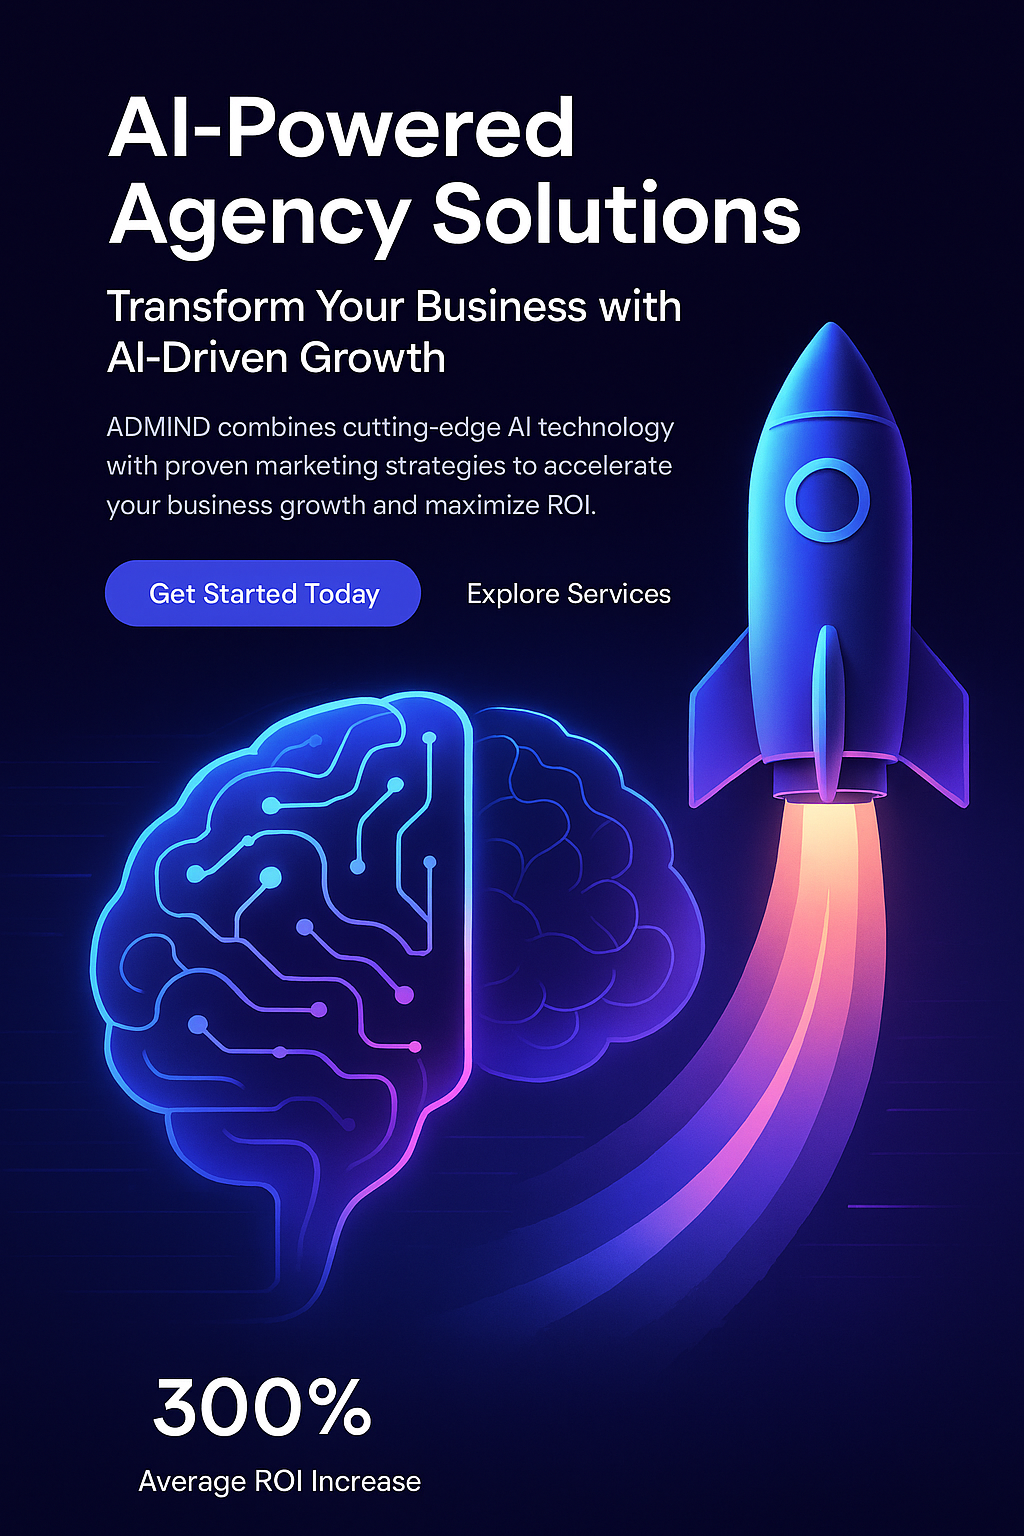 AI-Powered
Agency Solutions
Transform Your Business with
AI-Driven Growth
ADMIND combines cutting-edge AI technology
with proven marketing strategies to accelerate
your business growth and maximize ROI.
Get Started Today
Explore Services
300%
Average ROI Increase